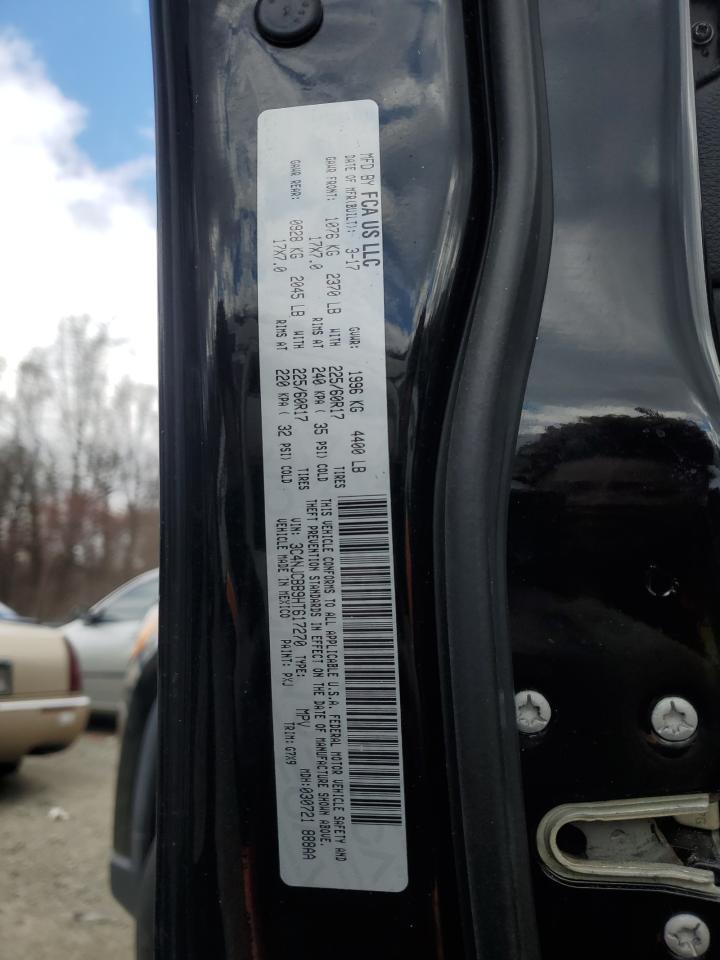 MFD BY FCA US LLC
DATE OF MFR(BUILT): 3-17 GVWR: 1996 KG 4400 LB
GAWR FRONT: 1076 KG 2370 LB WITH 225/60R17 TIRES
17X7.0 RIMS AT 240 KPA ( 35 PSI) COLD
GAWR REAR: 0928 KG 2045 LB WITH 225/60R17 TIRES
17X7.0 RIMS AT 220 KPA ( 32 PSI) COLD
THIS VEHICLE CONFORMS TO ALL APPLICABLE U.S.A. FEDERAL MOTOR VEHICLE SAFETY AND
THEFT PREVENTION STANDARDS IN EFFECT ON THE DATE OF MANUFACTURE SHOWN ABOVE.
VIN: 3C4NJCBB9HT617270 TYPE: MPV MDH:030721 888AA
VEHICLE MADE IN MEXICO PAINT: PXJ TRIM: G7X9